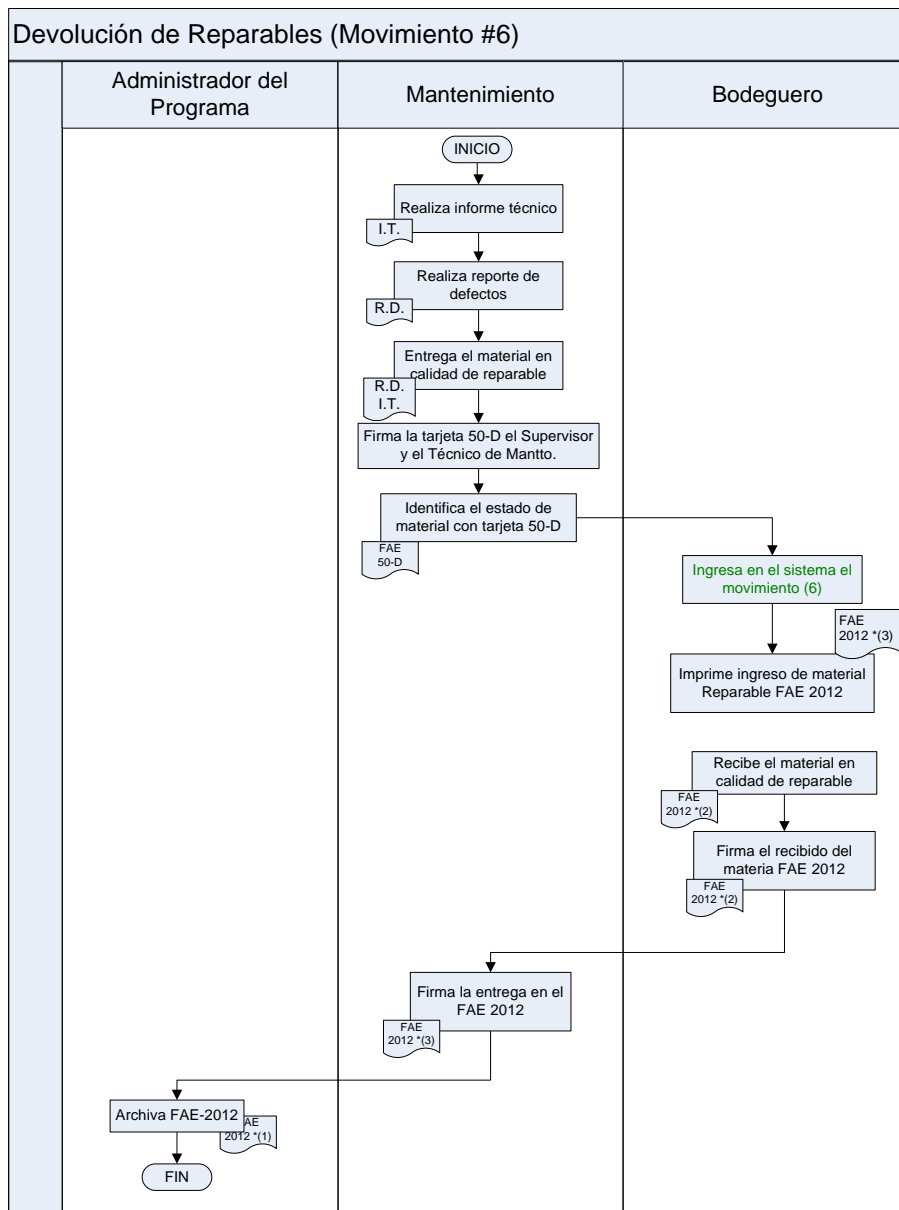 Devolución de Reparables (Movimiento #6)
Administrador del
Programa
Mantenimiento
Bodeguero
INICIO
Realiza informe técnico
I.T.
Realiza reporte de
defectos
R.D.
Entrega el material en
calidad de reparable
R.D.
I.T.
Firma la tarjeta 50-D el Supervisor
y el Técnico de Mantto.
Identifica el estado de
material con tarjeta 50-D
FAE
50-D
Ingresa en el sistema el
movimiento (6)
FAE
2012 *(3)
Imprime ingreso de material
Reparable FAE 2012
Recibe el material en
calidad de reparable
FAE
2012 *(2)
Firma el recibido del
materia FAE 2012
FAE
2012 *(2)
Firma la entrega en el
FAE 2012
FAE
2012 *(3)
Archiva FAE-2012
AE
2012 *(1)
FIN